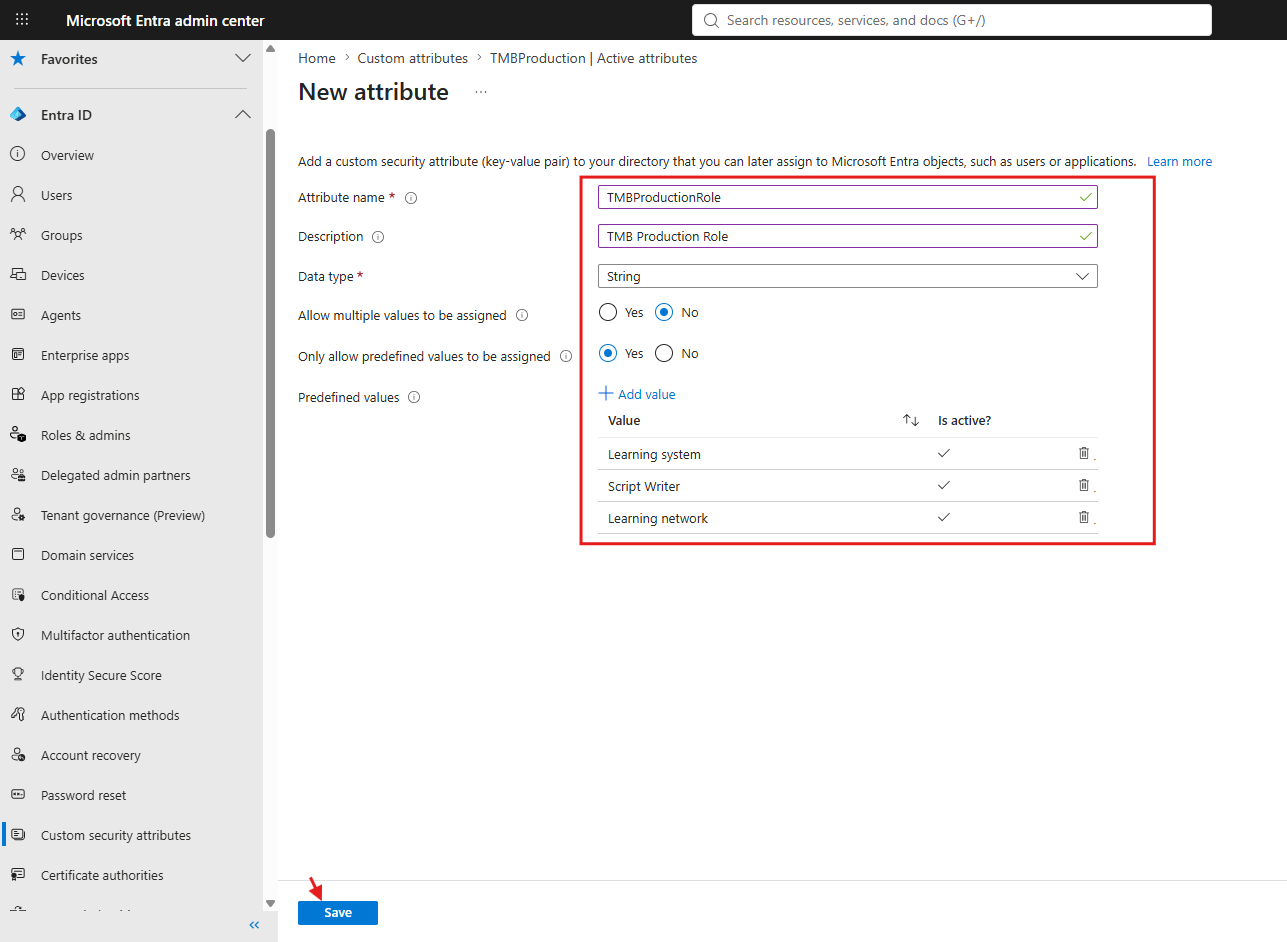 Microsoft Entra admin center
Search resources, services, and docs (G+/)
Favorites
Entra ID
Overview
Users
Groups
Devices
Agents
Enterprise apps
App registrations
Roles & admins
Delegated admin partners
Tenant governance (Preview)
Domain services
Conditional Access
Multifactor authentication
Identity Secure Score
Authentication methods
Account recovery
Password reset
Custom security attributes
Certificate authorities
Home > Custom attributes > TMBProduction | Active attributes
New attribute ...
Add a custom security attribute (key-value pair) to your directory that you can later assign to Microsoft Entra objects, such as users or applications. Learn more
Attribute name * TMBProductionRole
Description TMB Production Role
Data type * String
Allow multiple values to be assigned Yes No
Only allow predefined values to be assigned Yes No
Predefined values + Add value
Value Is active?
Learning system
Script Writer
Learning network
Save